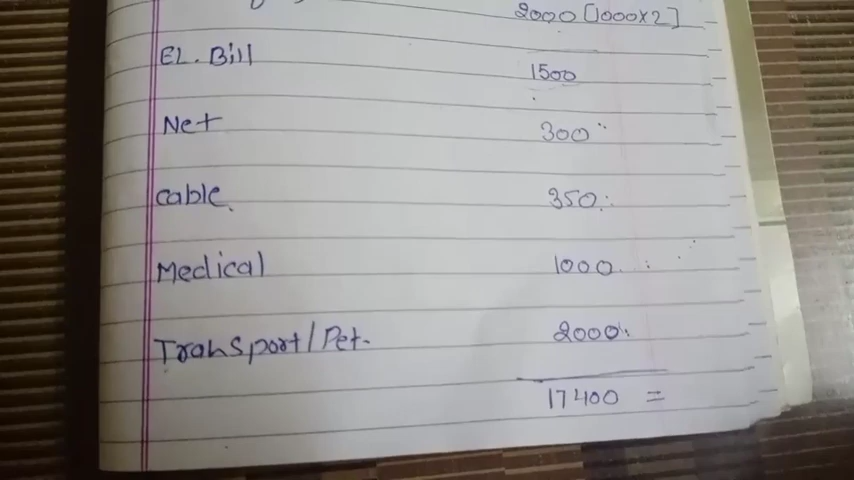 2000 [1000x2]
EL. Bill 1500
Net 300
cable 350
Medical 1000
Transport/Pet. 2000
17400 =